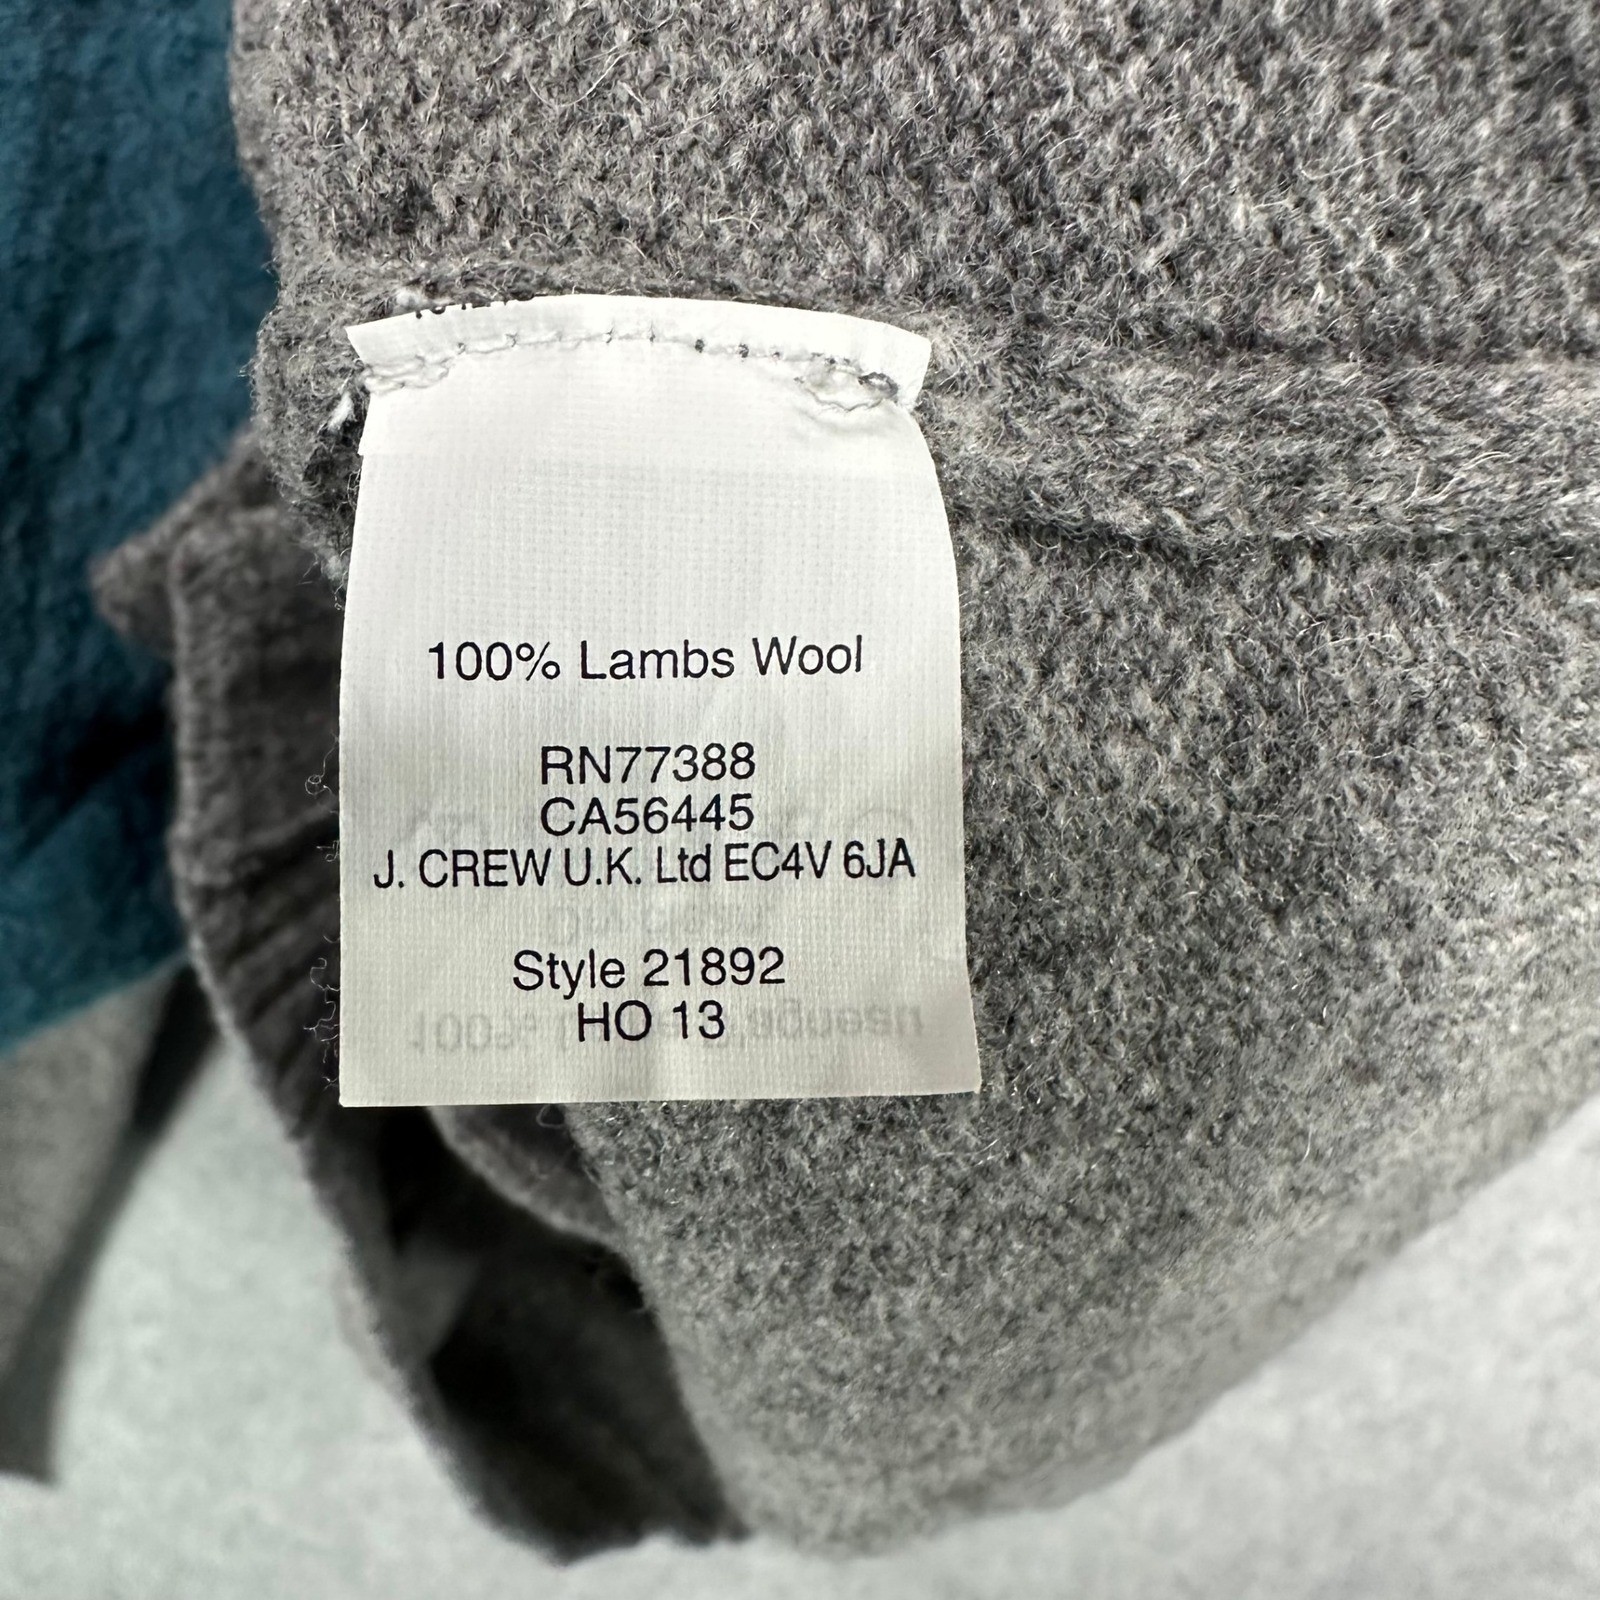 100% Lambs Wool
RN77388
CA56445
J. CREW U.K. Ltd EC4V 6JA
Style 21892
HO 13